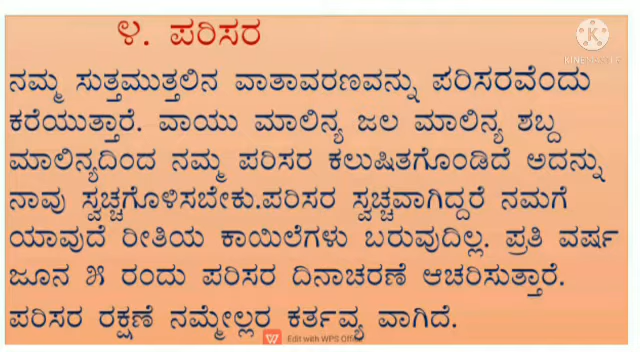 ೪. ಪರಿಸರ
ನಮ್ಮ ಸುತ್ತಮುತ್ತಲಿನ ವಾತಾವರಣವನ್ನು ಪರಿಸರವೆಂದು
ಕರೆಯುತ್ತಾರೆ. ವಾಯು ಮಾಲಿನ್ಯ ಜಲ ಮಾಲಿನ್ಯ ಶಬ್ದ
ಮಾಲಿನ್ಯದಿಂದ ನಮ್ಮ ಪರಿಸರ ಕಲುಷಿತಗೊಂಡಿದೆ ಅದನ್ನು
ನಾವು ಸ್ವಚ್ಚಗೊಳಿಸಬೇಕು.ಪರಿಸರ ಸ್ವಚ್ಚವಾಗಿದ್ದರೆ ನಮಗೆ
ಯಾವುದೆ ರೀತಿಯ ಕಾಯಿಲೆಗಳು ಬರುವುದಿಲ್ಲ. ಪ್ರತಿ ವರ್ಷ
ಜೂನ ೫ ರಂದು ಪರಿಸರ ದಿನಾಚರಣೆ ಆಚರಿಸುತ್ತಾರೆ.
ಪರಿಸರ ರಕ್ಷಣೆ ನಮ್ಮೇಲ್ಲರ ಕರ್ತವ್ಯ ವಾಗಿದೆ.
Edit with WPS Office